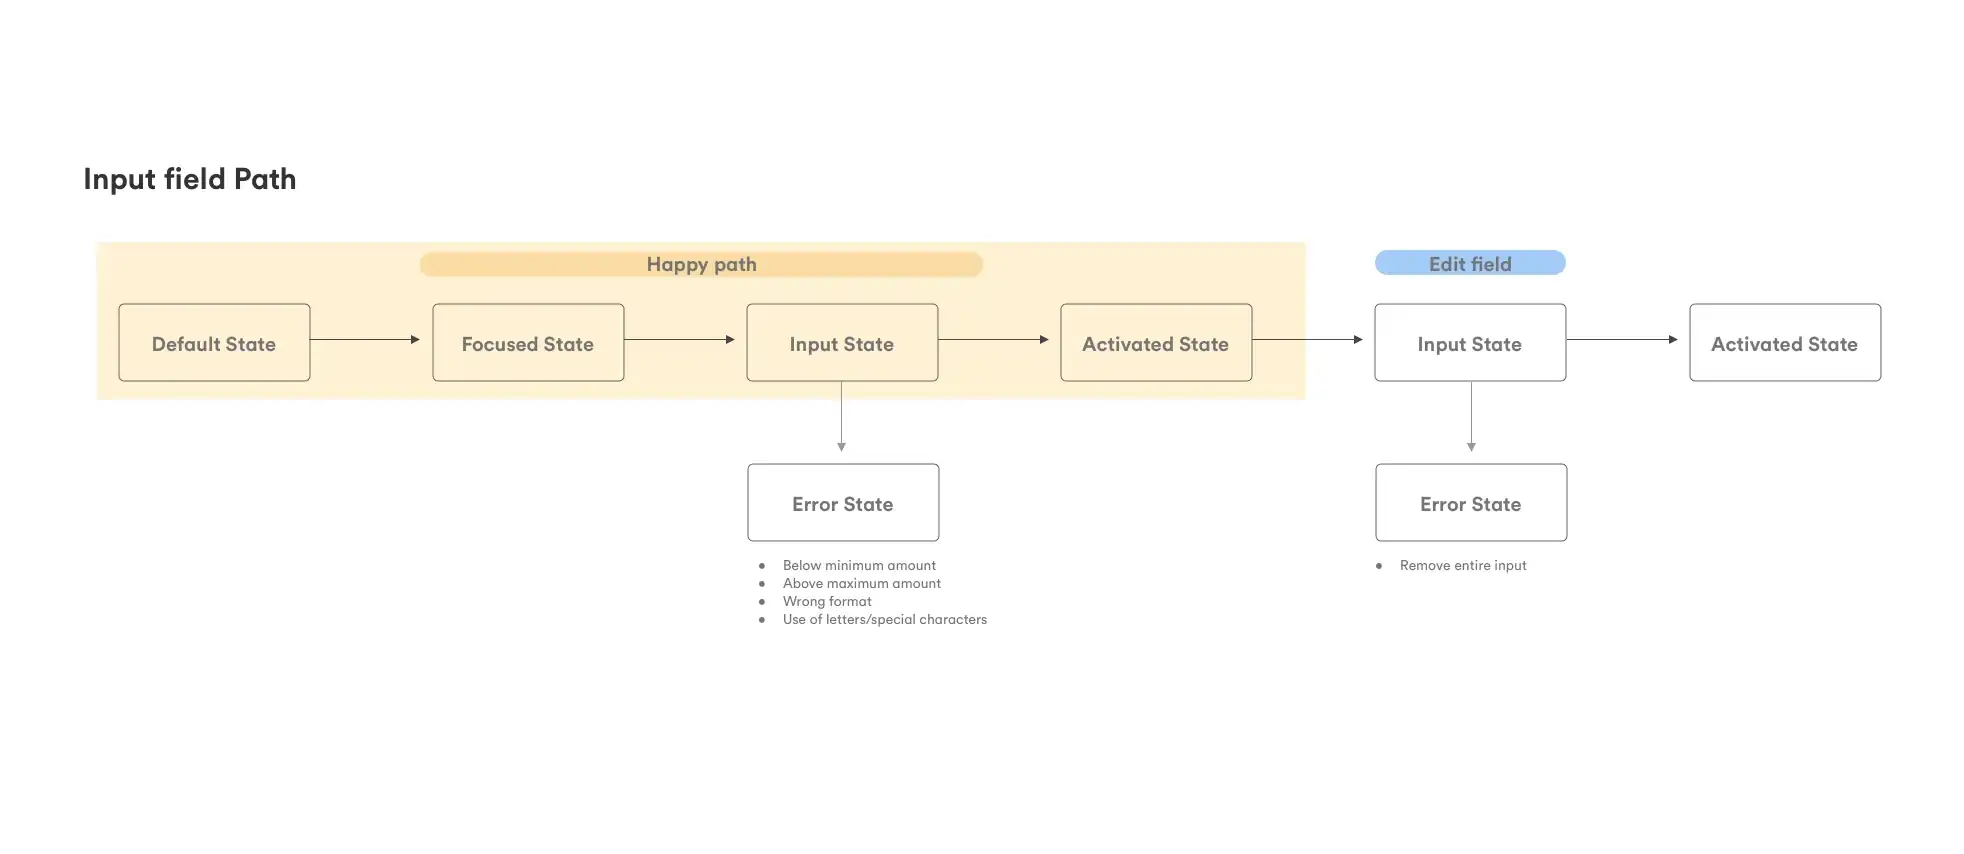 Input field Path
Happy path
Edit field
Default State
Focused State
Input State
Activated State
Input State
Activated State
Error State
Error State
• Below minimum amount
• Above maximum amount
• Wrong format
• Use of letters/special characters
• Remove entire input